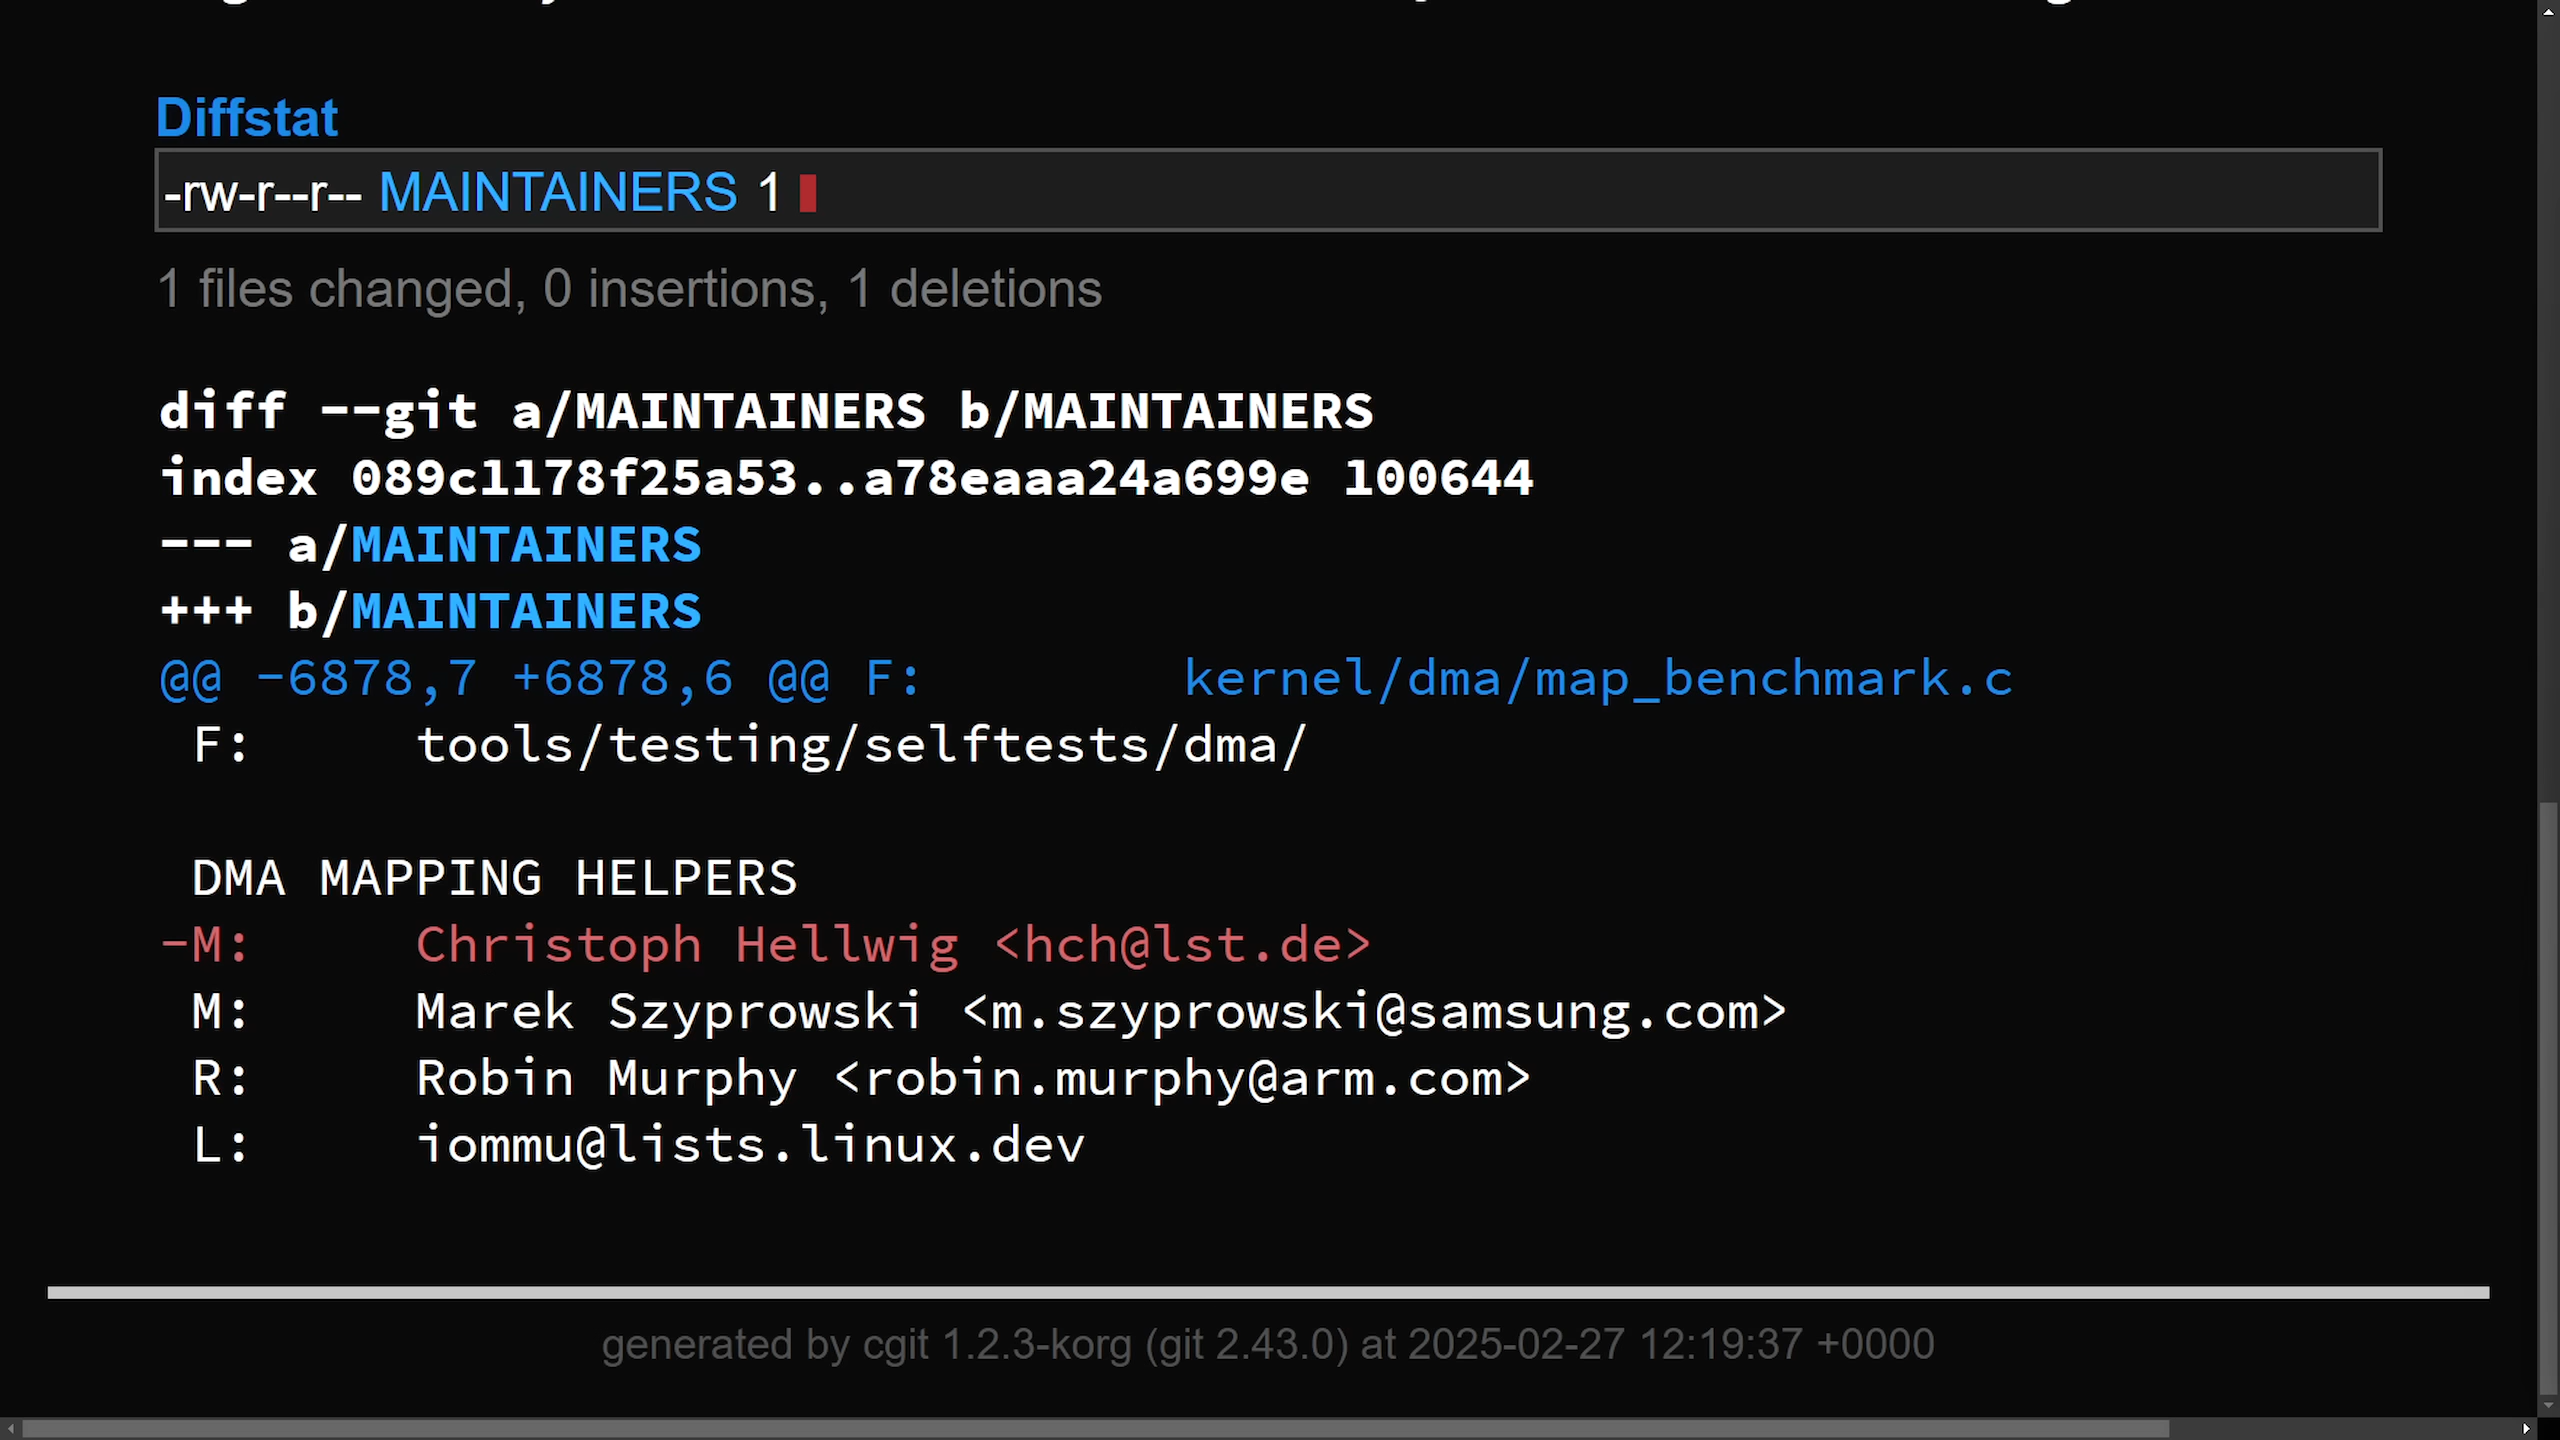 Diffstat
-rw-r--r-- MAINTAINERS 1
1 files changed, 0 insertions, 1 deletions
diff --git a/MAINTAINERS b/MAINTAINERS
index 089c1178f25a53..a78eaaa24a699e 100644
--- a/MAINTAINERS
+++ b/MAINTAINERS
@@ -6878,7 +6878,6 @@ F: kernel/dma/map_benchmark.c
F: tools/testing/selftests/dma/
DMA MAPPING HELPERS
-M: Christoph Hellwig <hch@lst.de>
M: Marek Szyprowski <m.szyprowski@samsung.com>
R: Robin Murphy <robin.murphy@arm.com>
L: iommu@lists.linux.dev
generated by cgit 1.2.3-korg (git 2.43.0) at 2025-02-27 12:19:37 +0000